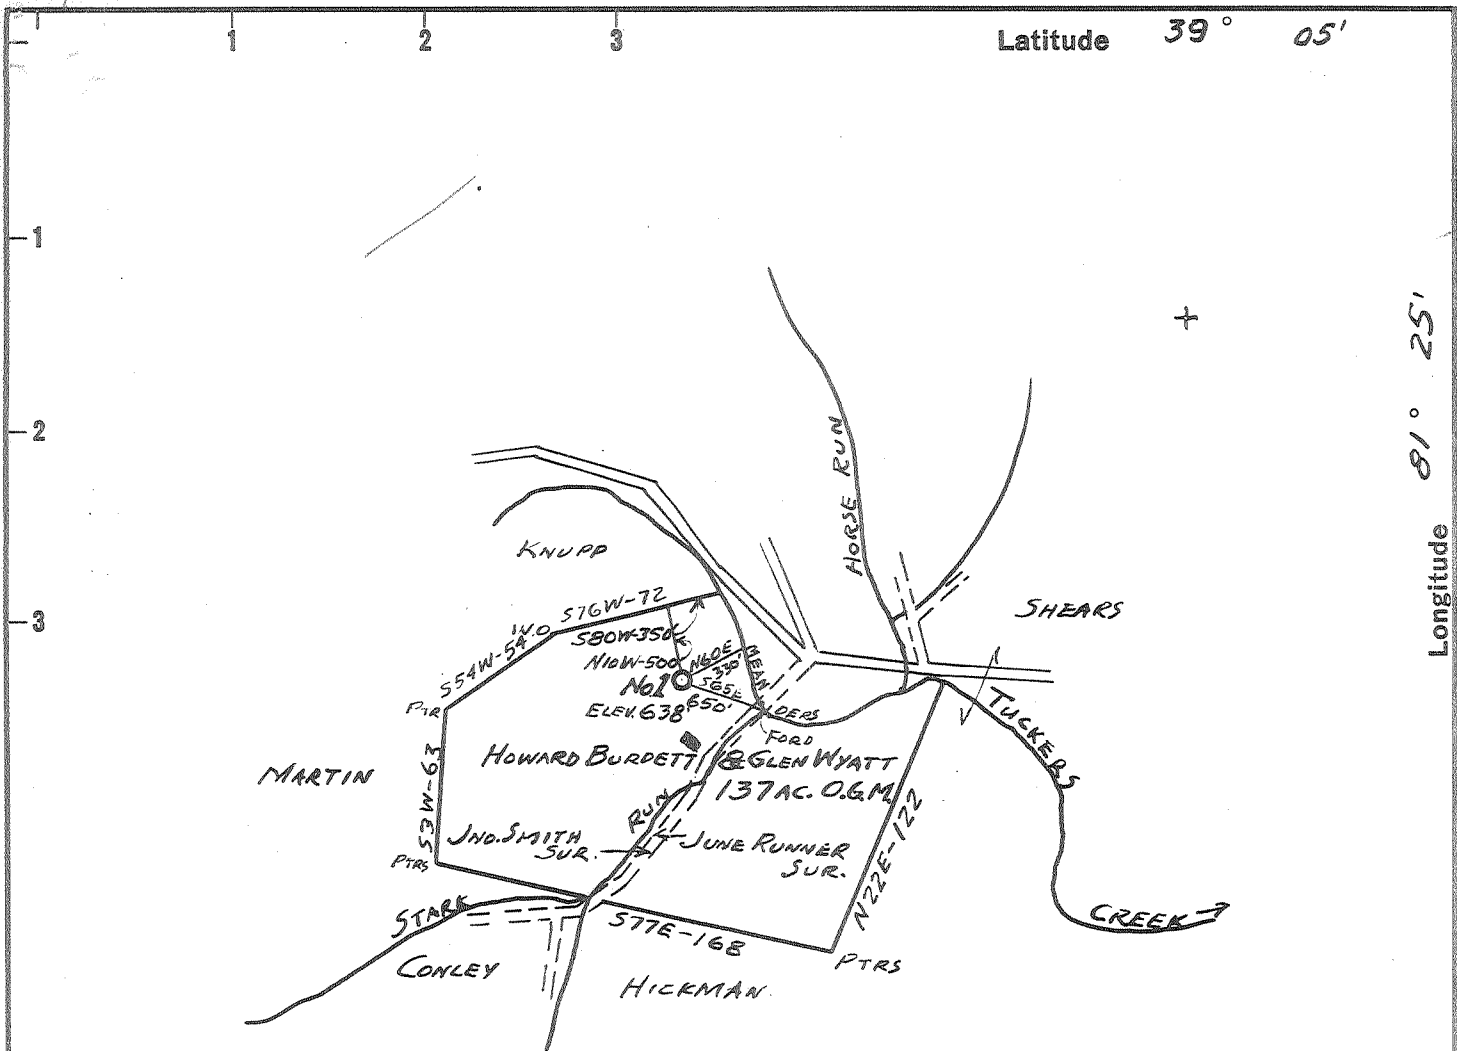 1 2 3
Latitude 39° 05'
1
81° 25'
Longitude
2
HORSE RUN
KNUPP
3
S76W-72
SHEARS
W.O
S80W-350'
S54W-54
N10W-500'
N60E
330'
MEAN
DERS
No1
S65E
650'
ELEV. 638'
PTR
FORD
TUCKERS
HOWARD BURDETT & GLEN WYATT
137 AC. O.G.M.
MARTIN
S3W-63
RUN
JNO. SMITH
SUR.
JUNE RUNNER
SUR.
N22E-122
PTRS
STARK
CREEK
S77E-168
CONLEY
PTRS
HICKMAN